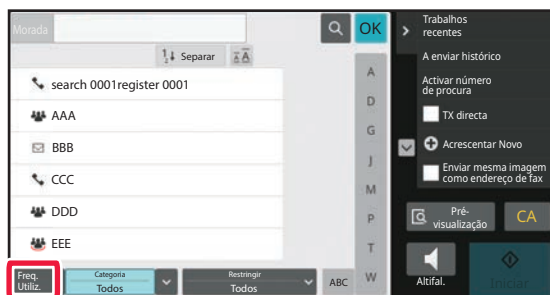 Morada
OK
Separar
search 0001register 0001
AAA
BBB
CCC
DDD
EEE
A
D
G
J
M
P
T
W
Freq.
Utiliz.
Categoria
Todos
Restringir
Todos
ABC
Trabalhos
recentes
A enviar histórico
Activar número
de procura
TX directa
Acrescentar Novo
Enviar mesma imagem
como endereço de fax
Pré-
visualização
CA
Altifal.
Iniciar